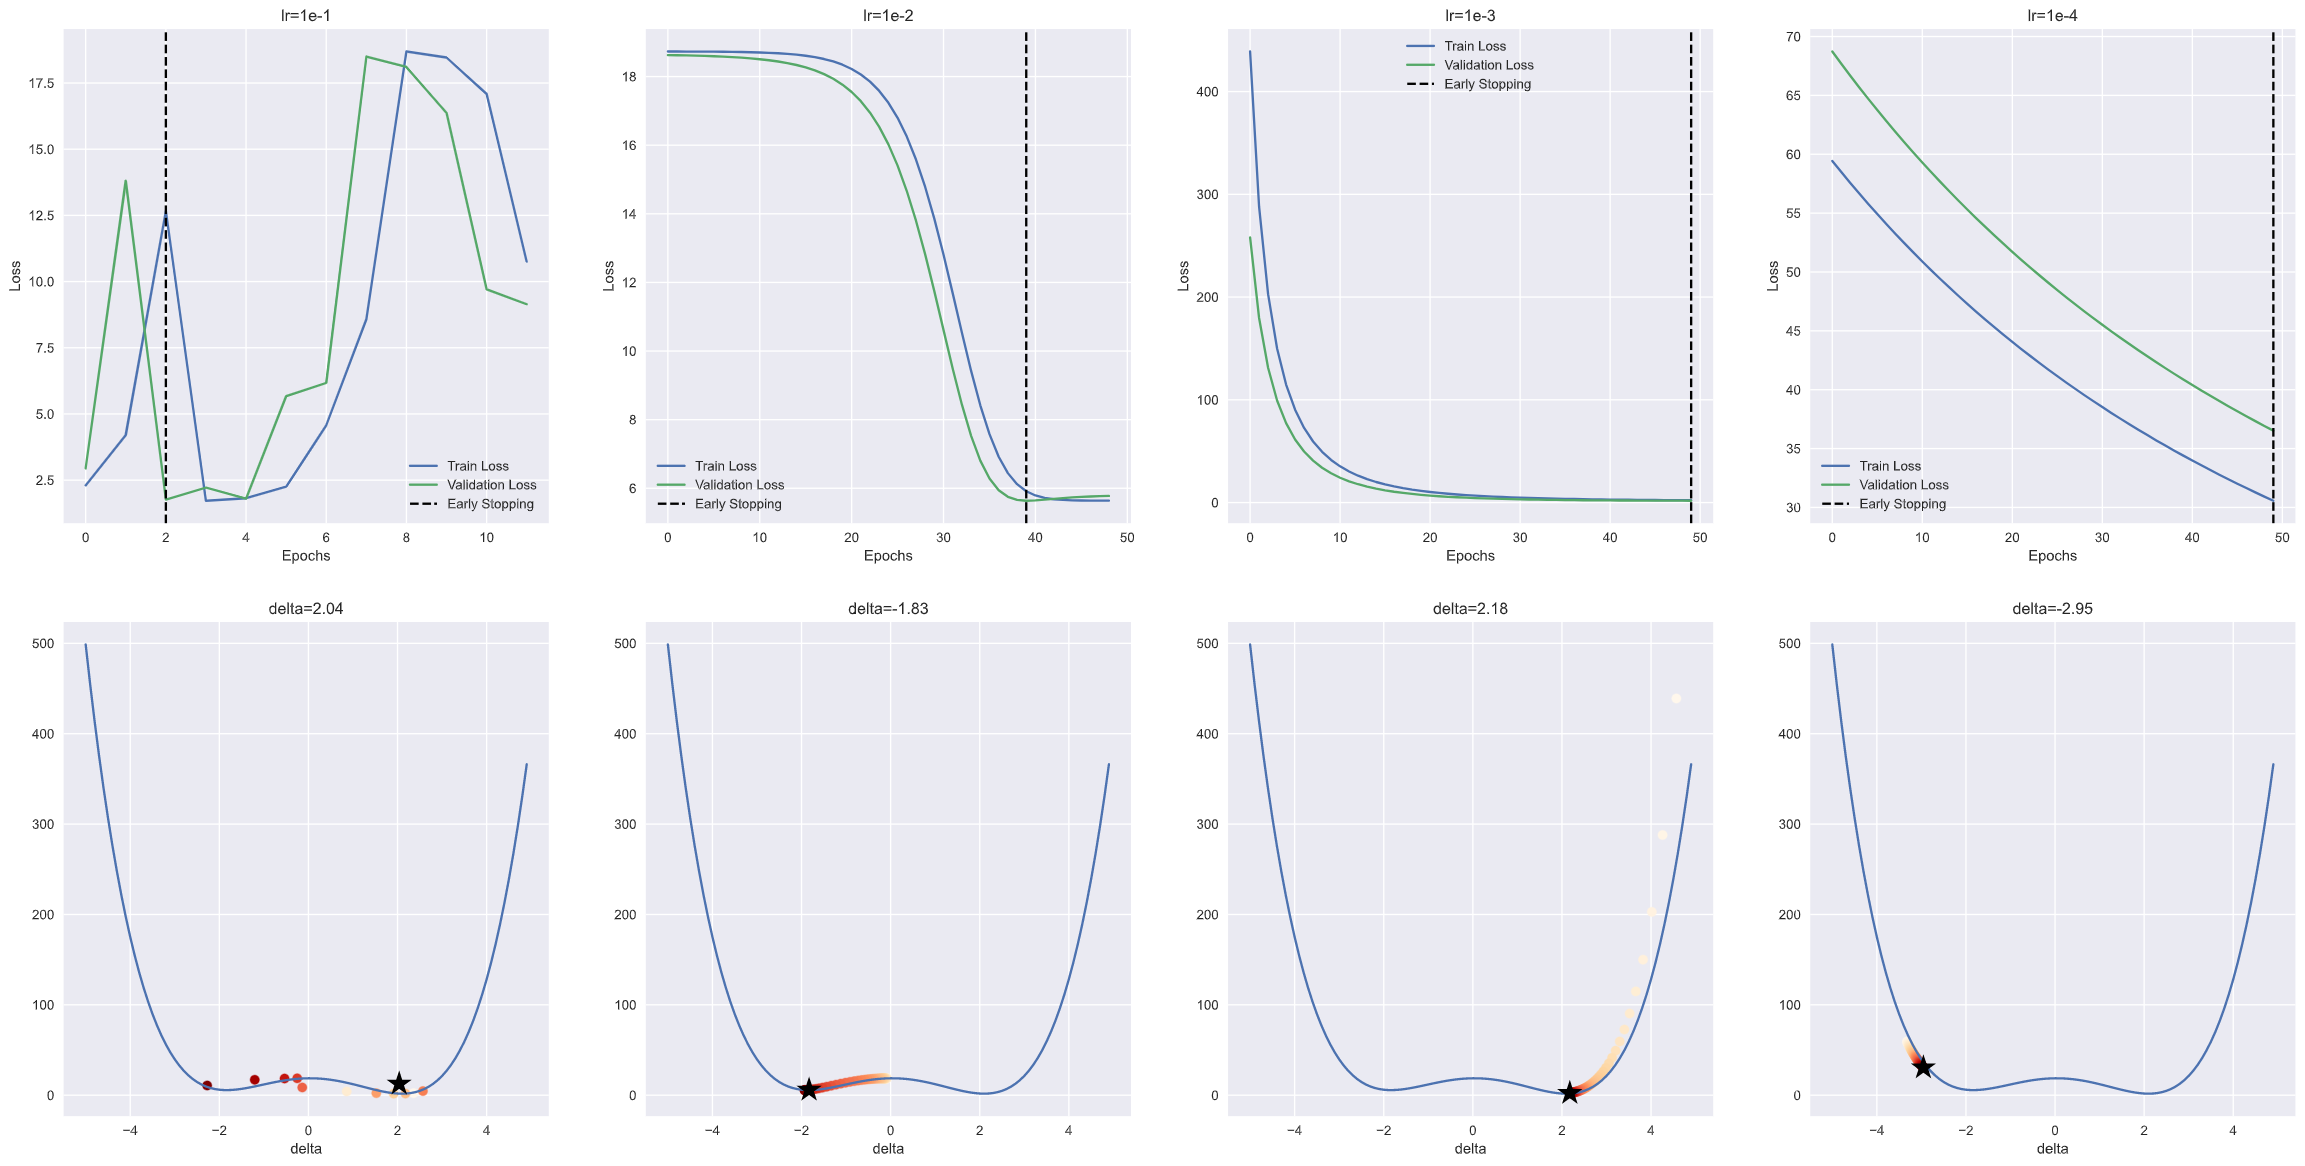 lr=1e-1
17.5
15.0
12.5
10.0
7.5
5.0
2.5
Loss
Train Loss
Validation Loss
Early Stopping
0 2 4 6 8 10
Epochs
lr=1e-2
18
16
14
12
10
8
6
Loss
Train Loss
Validation Loss
Early Stopping
0 10 20 30 40 50
Epochs
lr=1e-3
400
300
200
100
0
Loss
Train Loss
Validation Loss
Early Stopping
0 10 20 30 40 50
Epochs
lr=1e-4
70
65
60
55
50
45
40
35
30
Loss
Train Loss
Validation Loss
Early Stopping
0 10 20 30 40 50
Epochs
delta=2.04
500
400
300
200
100
0
−4 −2 0 2 4
delta
delta=-1.83
500
400
300
200
100
0
−4 −2 0 2 4
delta
delta=2.18
500
400
300
200
100
0
−4 −2 0 2 4
delta
delta=-2.95
500
400
300
200
100
0
−4 −2 0 2 4
delta